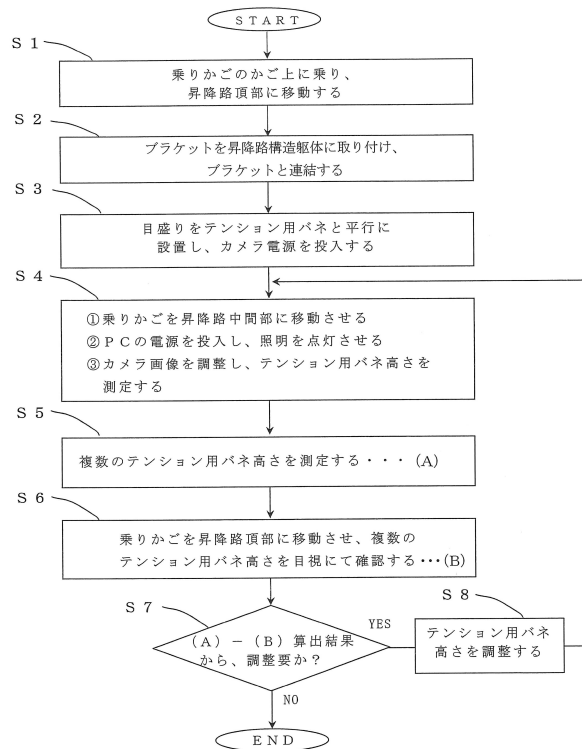 START
S1
乗りかごのかご上に乗り、
昇降路頂部に移動する
S2
ブラケットを昇降路構造躯体に取り付け、
ブラケットと連結する
S3
目盛りをテンション用バネと平行に
設置し、カメラ電源を投入する
S4
①乗りかごを昇降路中間部に移動させる
②PCの電源を投入し、照明を点灯させる
③カメラ画像を調整し、テンション用バネ高さを
測定する
S5
複数のテンション用バネ高さを測定する・・・(A)
S6
乗りかごを昇降路頂部に移動させ、複数の
テンション用バネ高さを目視にて確認する・・・(B)
S7
(A)-(B)算出結果
から、調整要か？
YES
S8
テンション用バネ
高さを調整する
NO
END